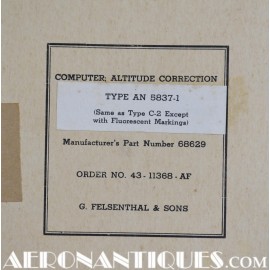 COMPUTER, ALTITUDE CORRECTION
TYPE AN 5837-1
(Same as Type C-2 Except
with Fluorescent Markings)
Manufacturer's Part Number 68629
ORDER NO. 43-11368-AF
G. FELSENTHAL & SONS
AERONANTIQUES.COM